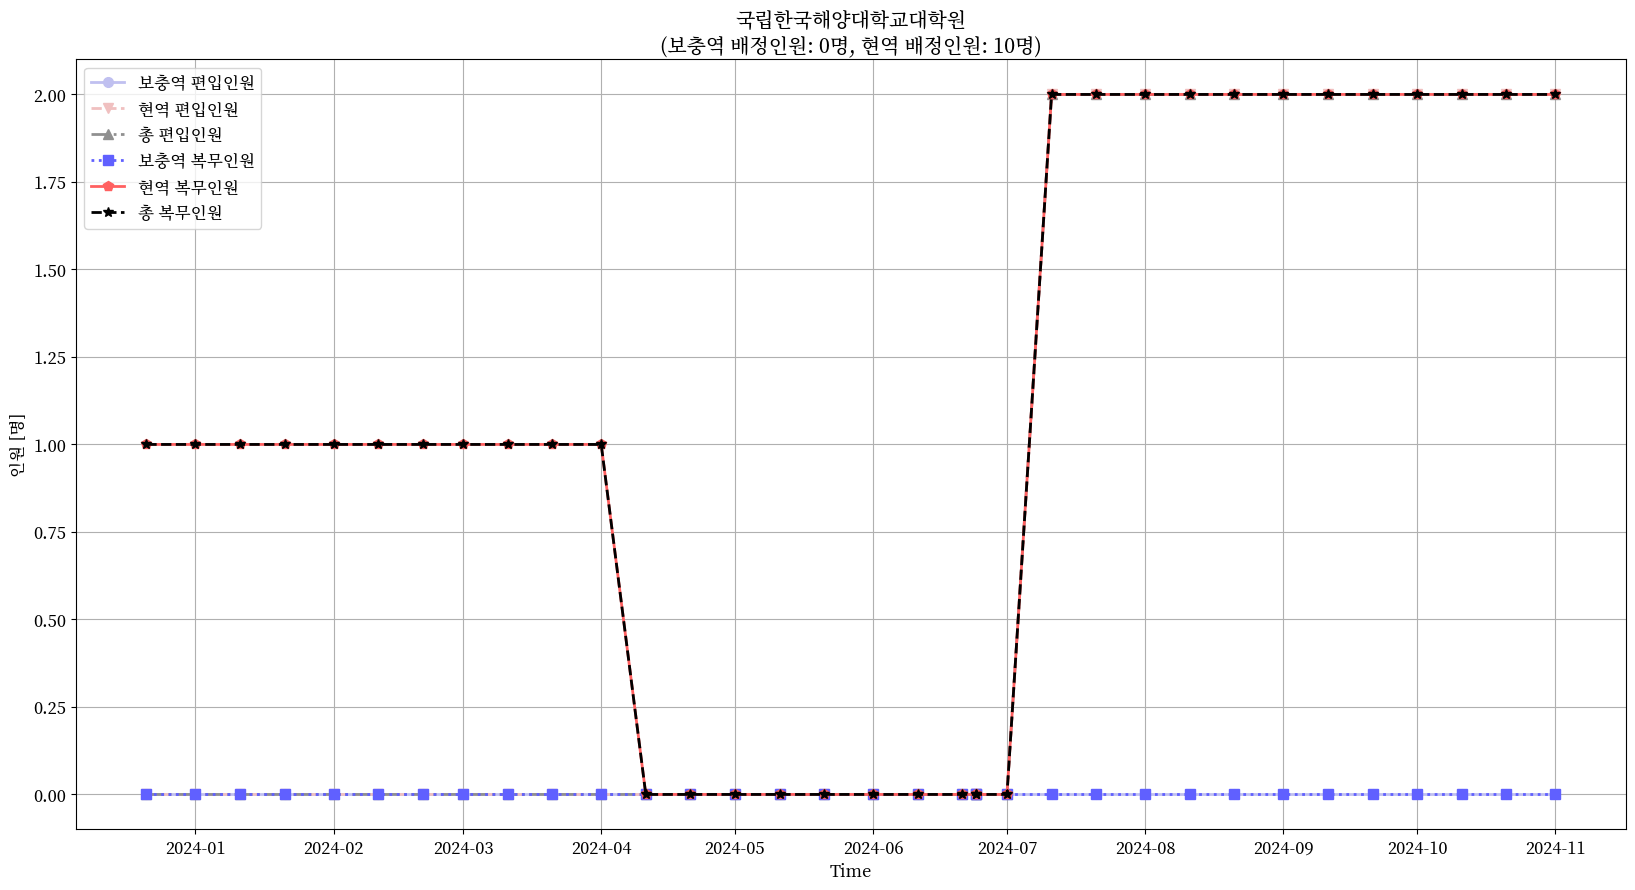 국립한국해양대학교대학원
(보충역 배정인원: 0명, 현역 배정인원: 10명)
보충역 편입인원
현역 편입인원
총 편입인원
보충역 복무인원
현역 복무인원
총 복무인원
인원 [명]
2.00
1.75
1.50
1.25
1.00
0.75
0.50
0.25
0.00
2024-01 2024-02 2024-03 2024-04 2024-05 2024-06 2024-07 2024-08 2024-09 2024-10 2024-11
Time